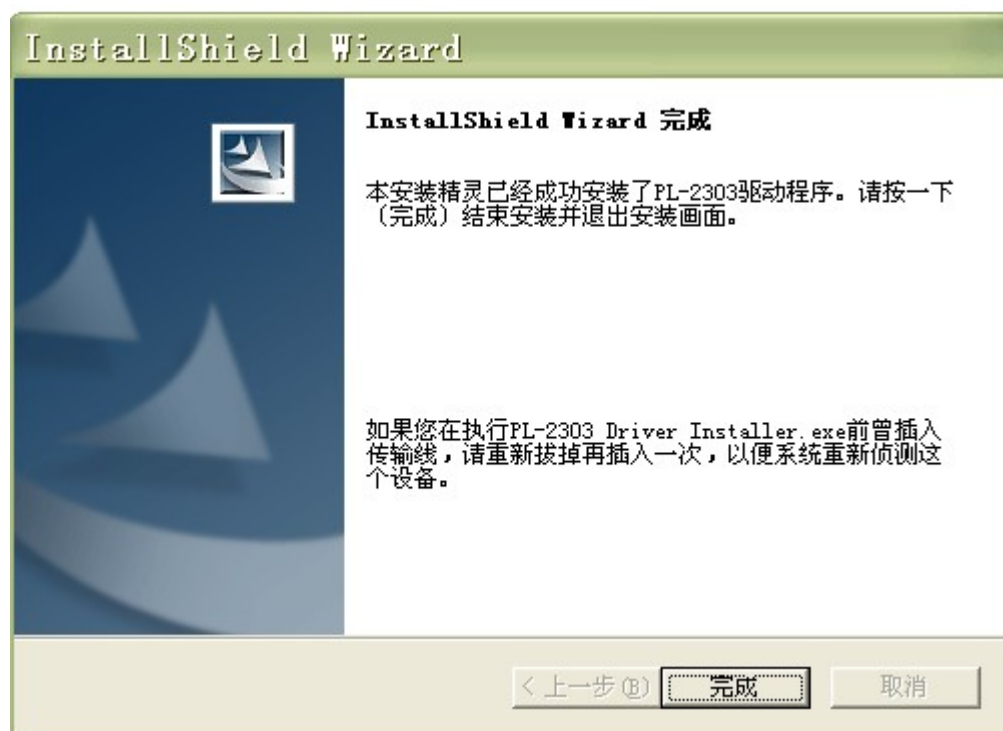 InstallShield Wizard
InstallShield Wizard 完成
本安装精灵已经成功安装了PL-2303驱动程序。请按一下
（完成）结束安装并退出安装画面。
如果您在执行PL-2303 Driver Installer.exe前曾插入
传输线，请重新拔掉再插入一次，以便系统重新侦测这
个设备。
< 上一步(B)
完成
取消